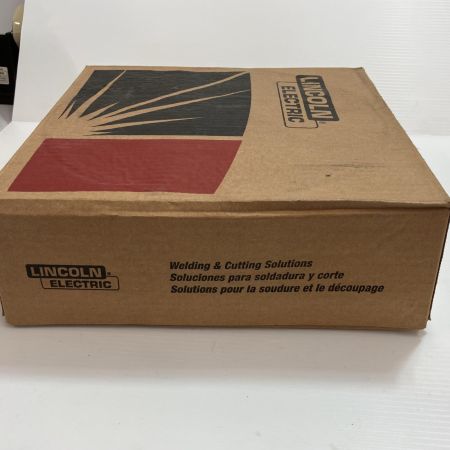 LINCOLN
ELECTRIC
LINCOLN
ELECTRIC
Welding & Cutting Solutions
Soluciones para soldadura y corte
Solutions pour la soudure et le découpage